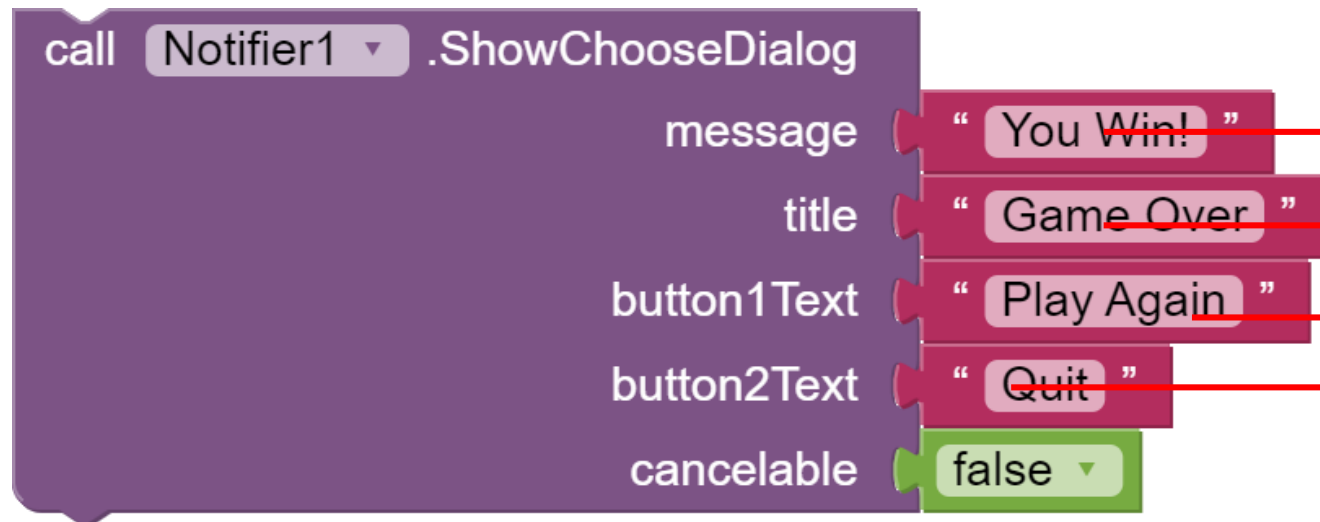 call Notifier1 .ShowChooseDialog
message “ You Win! ”
title “ Game Over ”
button1Text “ Play Again ”
button2Text “ Quit ”
cancelable false